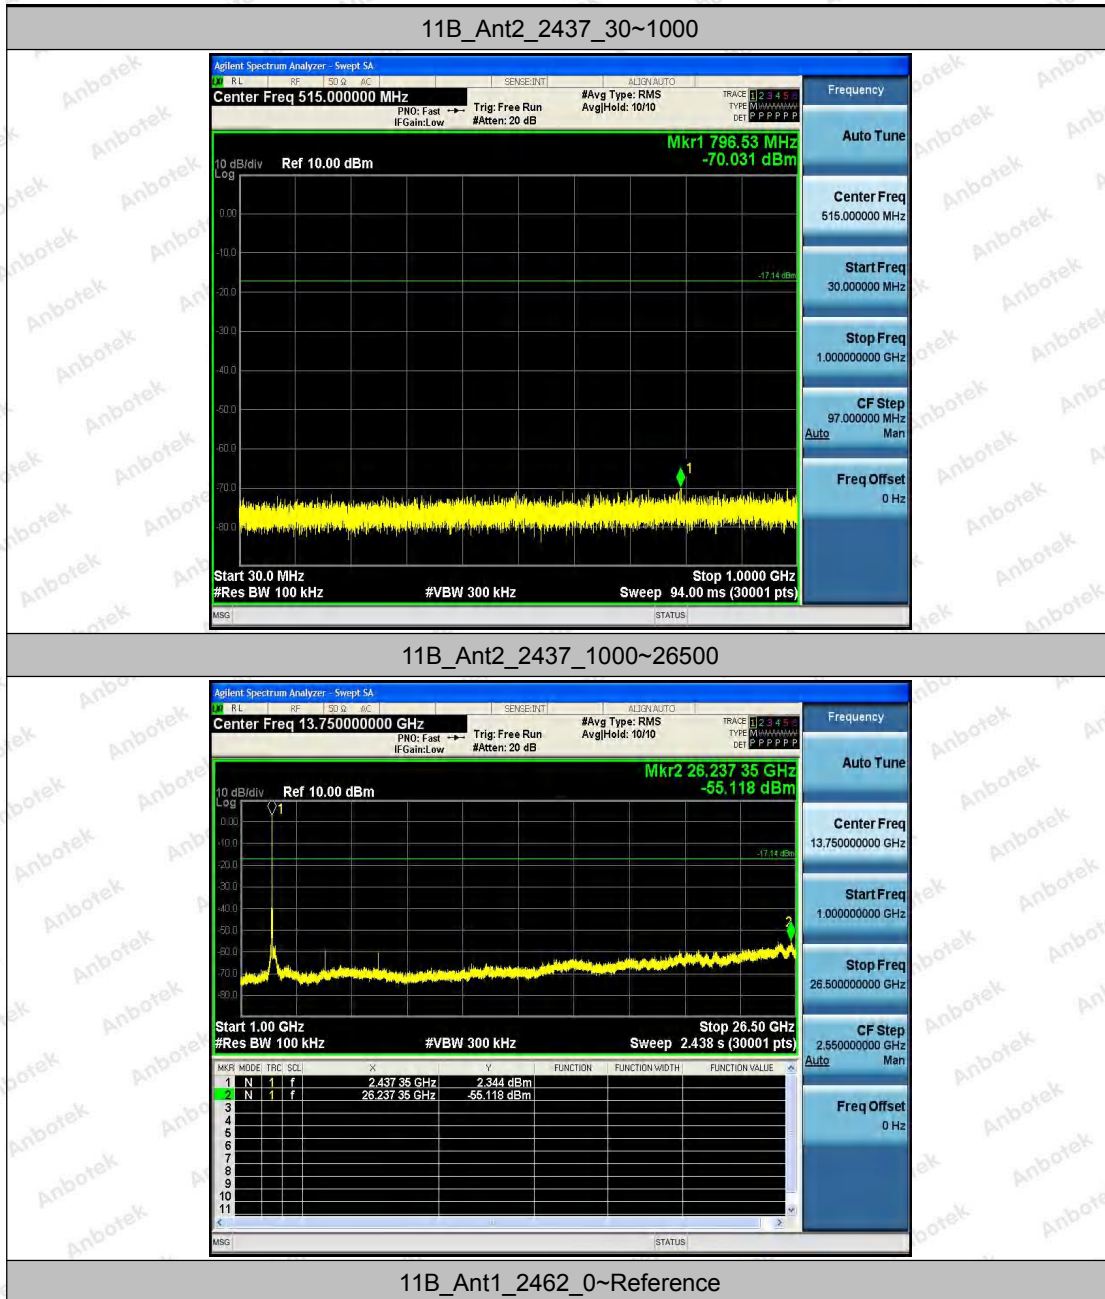 11B_Ant2_2437_30~1000
Agilent Spectrum Analyzer - Swept SA
RL RF 50 Ω AC SENSE:INT ALIGNAUTO
Center Freq 515.000000 MHz
PNO: Fast
IFGain:Low
Trig: Free Run
#Atten: 20 dB
#Avg Type: RMS
Avg|Hold: 10/10
TRACE 1 2 3 4 5 6
TYPE M
DET P P P P P P
Mkr1 796.53 MHz
-70.031 dBm
10 dB/div
Log
Ref 10.00 dBm
0.00
-10.0
-20.0
-30.0
-40.0
-50.0
-60.0
-70.0
-80.0
-17.14 dBm
1
Start 30.0 MHz
Stop 1.0000 GHz
#Res BW 100 kHz
#VBW 300 kHz
Sweep 94.00 ms (30001 pts)
MSG
STATUS
Frequency
Auto Tune
Center Freq
515.000000 MHz
Start Freq
30.000000 MHz
Stop Freq
1.000000000 GHz
CF Step
97.000000 MHz
Auto Man
Freq Offset
0 Hz
11B_Ant2_2437_1000~26500
Agilent Spectrum Analyzer - Swept SA
RL RF 50 Ω AC SENSE:INT ALIGNAUTO
Center Freq 13.750000000 GHz
PNO: Fast
IFGain:Low
Trig: Free Run
#Atten: 20 dB
#Avg Type: RMS
Avg|Hold: 10/10
TRACE 1 2 3 4 5 6
TYPE M
DET P P P P P P
Mkr2 26.237 35 GHz
-55.118 dBm
10 dB/div
Log
Ref 10.00 dBm
0.00
-10.0
-20.0
-30.0
-40.0
-50.0
-60.0
-70.0
-80.0
-17.14 dBm
1
2
Start 1.00 GHz
Stop 26.50 GHz
#Res BW 100 kHz
#VBW 300 kHz
Sweep 2.438 s (30001 pts)
MKR MODE TRC SCL X Y FUNCTION FUNCTION WIDTH FUNCTION VALUE
1 N 1 f 2.437 35 GHz 2.344 dBm
2 N 1 f 26.237 35 GHz -55.118 dBm
3
4
5
6
7
8
9
10
11
MSG
STATUS
Frequency
Auto Tune
Center Freq
13.750000000 GHz
Start Freq
1.000000000 GHz
Stop Freq
26.500000000 GHz
CF Step
2.550000000 GHz
Auto Man
Freq Offset
0 Hz
11B_Ant1_2462_0~Reference
Anbotek